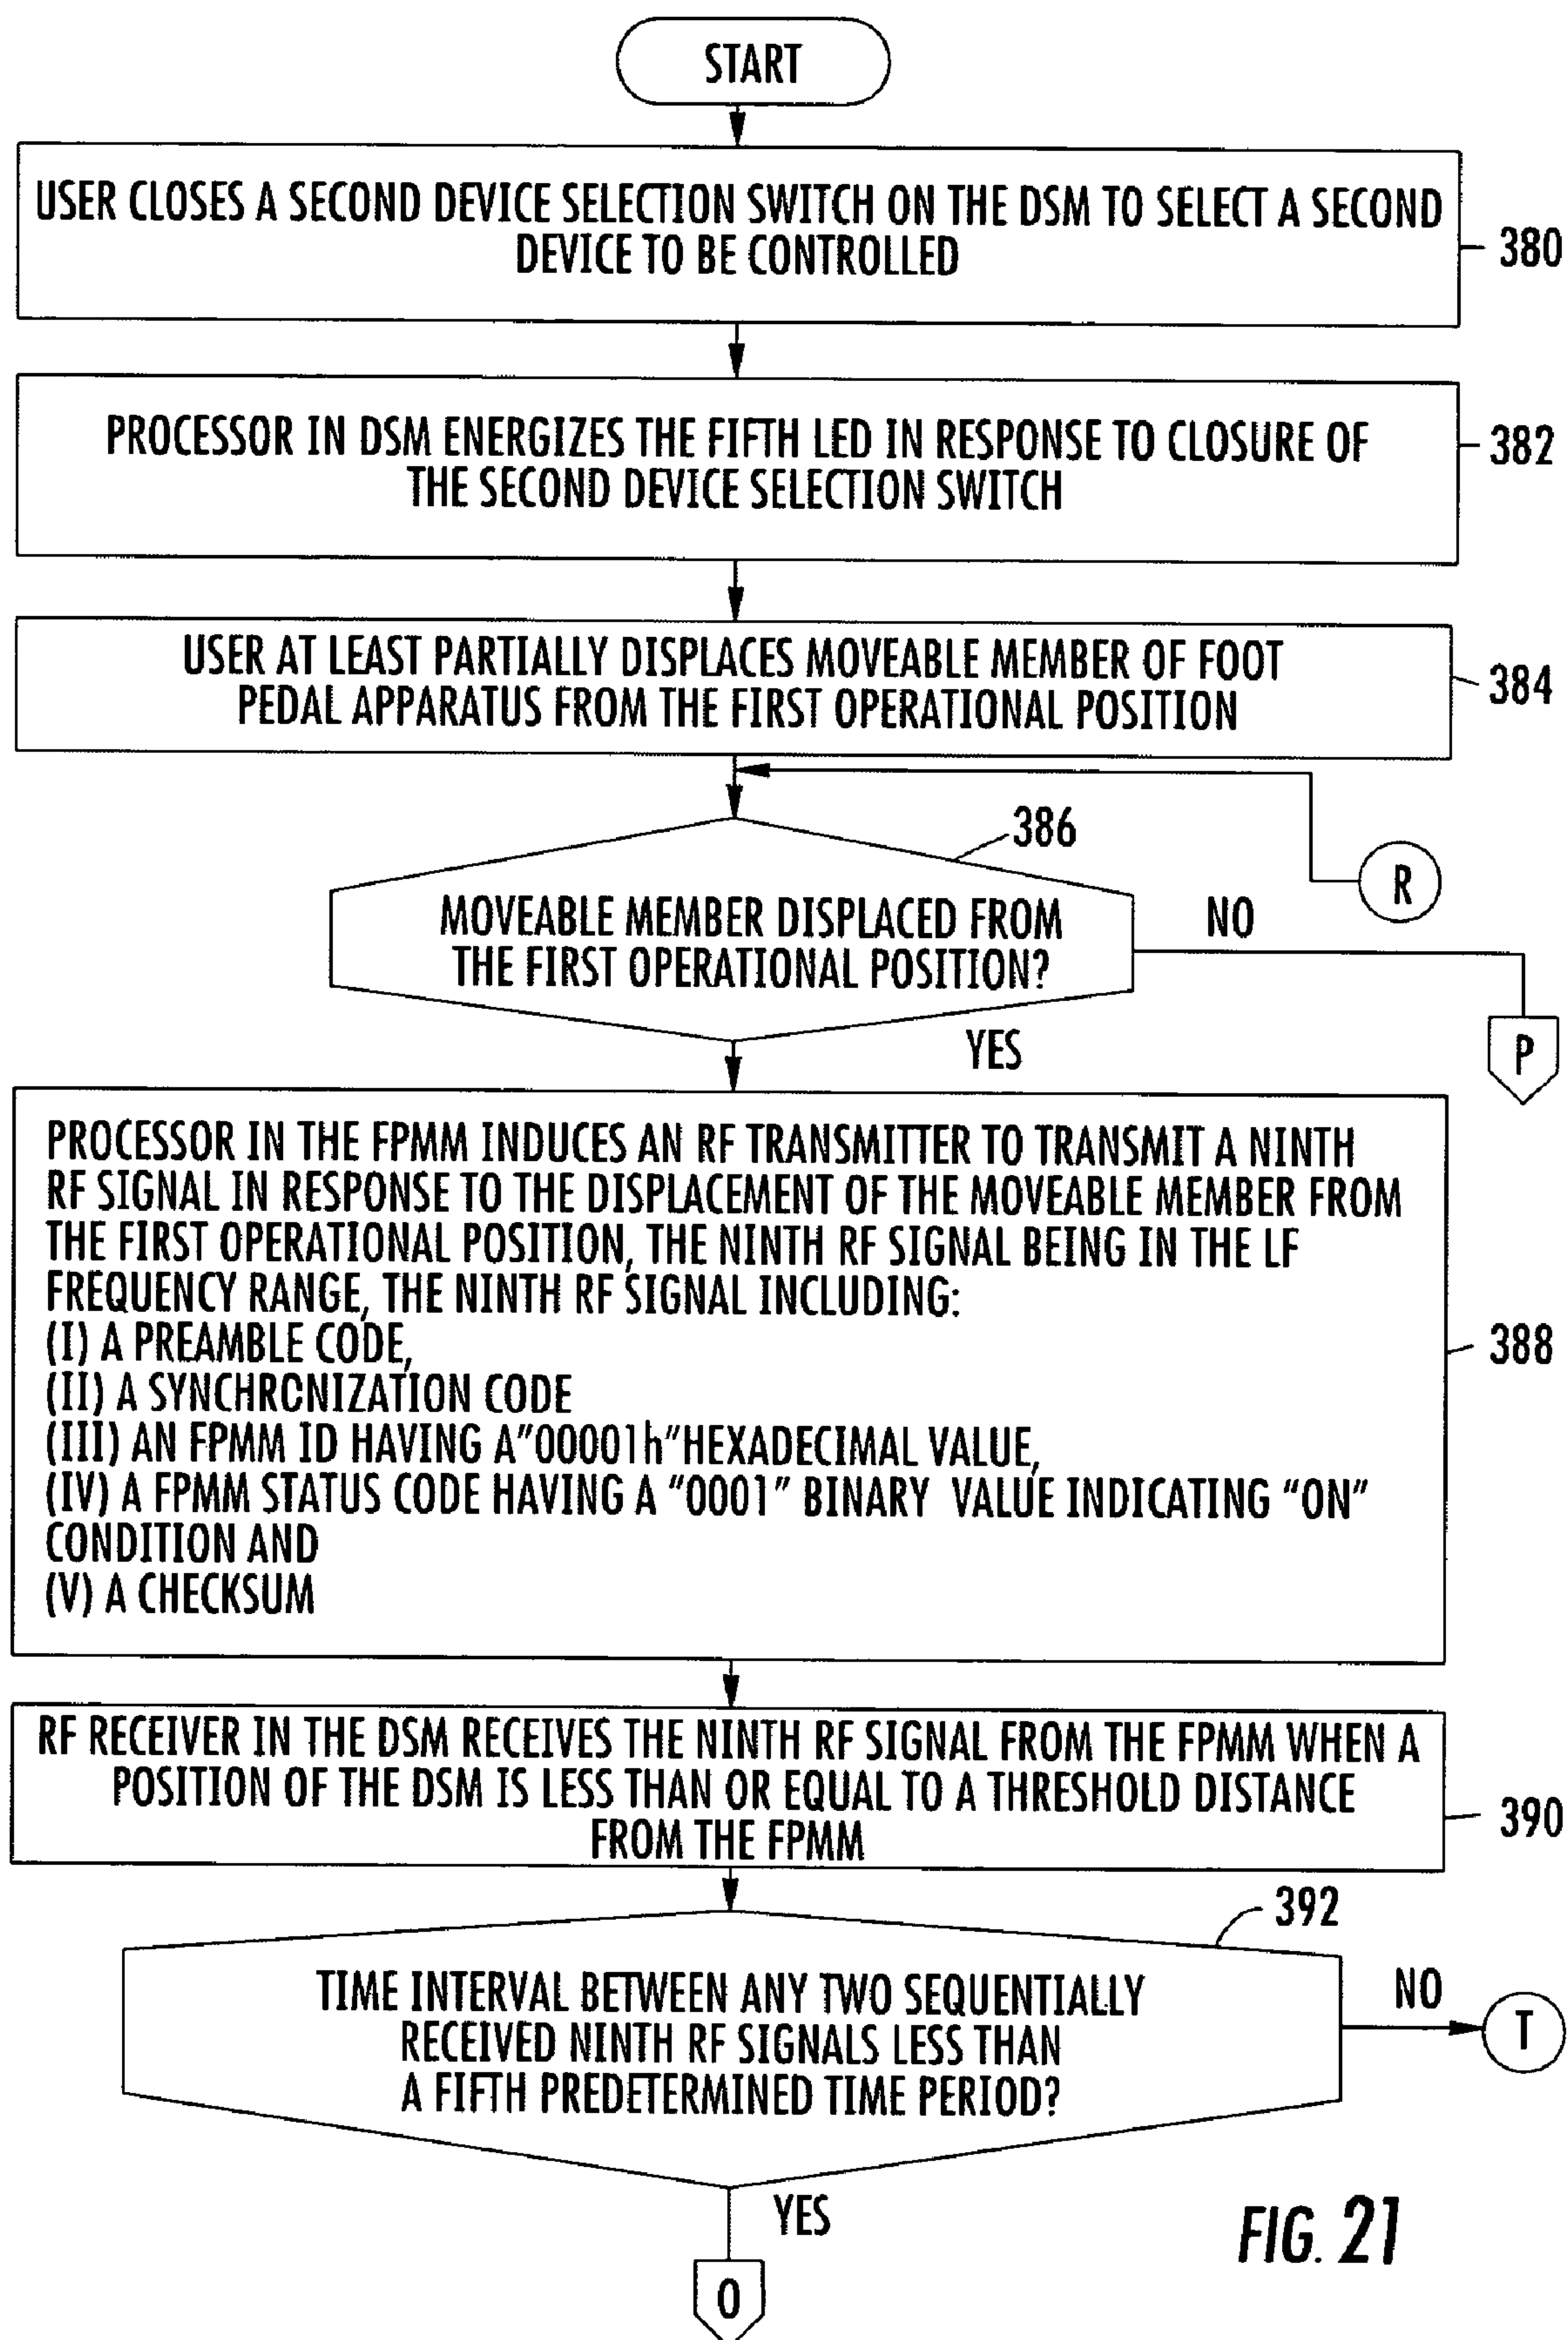 START
USER CLOSES A SECOND DEVICE SELECTION SWITCH ON THE DSM TO SELECT A SECOND
DEVICE TO BE CONTROLLED
380
PROCESSOR IN DSM ENERGIZES THE FIFTH LED IN RESPONSE TO CLOSURE OF
THE SECOND DEVICE SELECTION SWITCH
382
USER AT LEAST PARTIALLY DISPLACES MOVEABLE MEMBER OF FOOT
PEDAL APPARATUS FROM THE FIRST OPERATIONAL POSITION
384
386
R
MOVEABLE MEMBER DISPLACED FROM
THE FIRST OPERATIONAL POSITION?
NO
P
YES
PROCESSOR IN THE FPMM INDUCES AN RF TRANSMITTER TO TRANSMIT A NINTH
RF SIGNAL IN RESPONSE TO THE DISPLACEMENT OF THE MOVEABLE MEMBER FROM
THE FIRST OPERATIONAL POSITION, THE NINTH RF SIGNAL BEING IN THE LF
FREQUENCY RANGE, THE NINTH RF SIGNAL INCLUDING:
(I) A PREAMBLE CODE,
(II) A SYNCHRONIZATION CODE
(III) AN FPMM ID HAVING A"00001h"HEXADECIMAL VALUE,
(IV) A FPMM STATUS CODE HAVING A "0001" BINARY VALUE INDICATING "ON"
CONDITION AND
(V) A CHECKSUM
388
RF RECEIVER IN THE DSM RECEIVES THE NINTH RF SIGNAL FROM THE FPMM WHEN A
POSITION OF THE DSM IS LESS THAN OR EQUAL TO A THRESHOLD DISTANCE
FROM THE FPMM
390
392
TIME INTERVAL BETWEEN ANY TWO SEQUENTIALLY
RECEIVED NINTH RF SIGNALS LESS THAN
A FIFTH PREDETERMINED TIME PERIOD?
NO
T
YES
O
FIG. 21